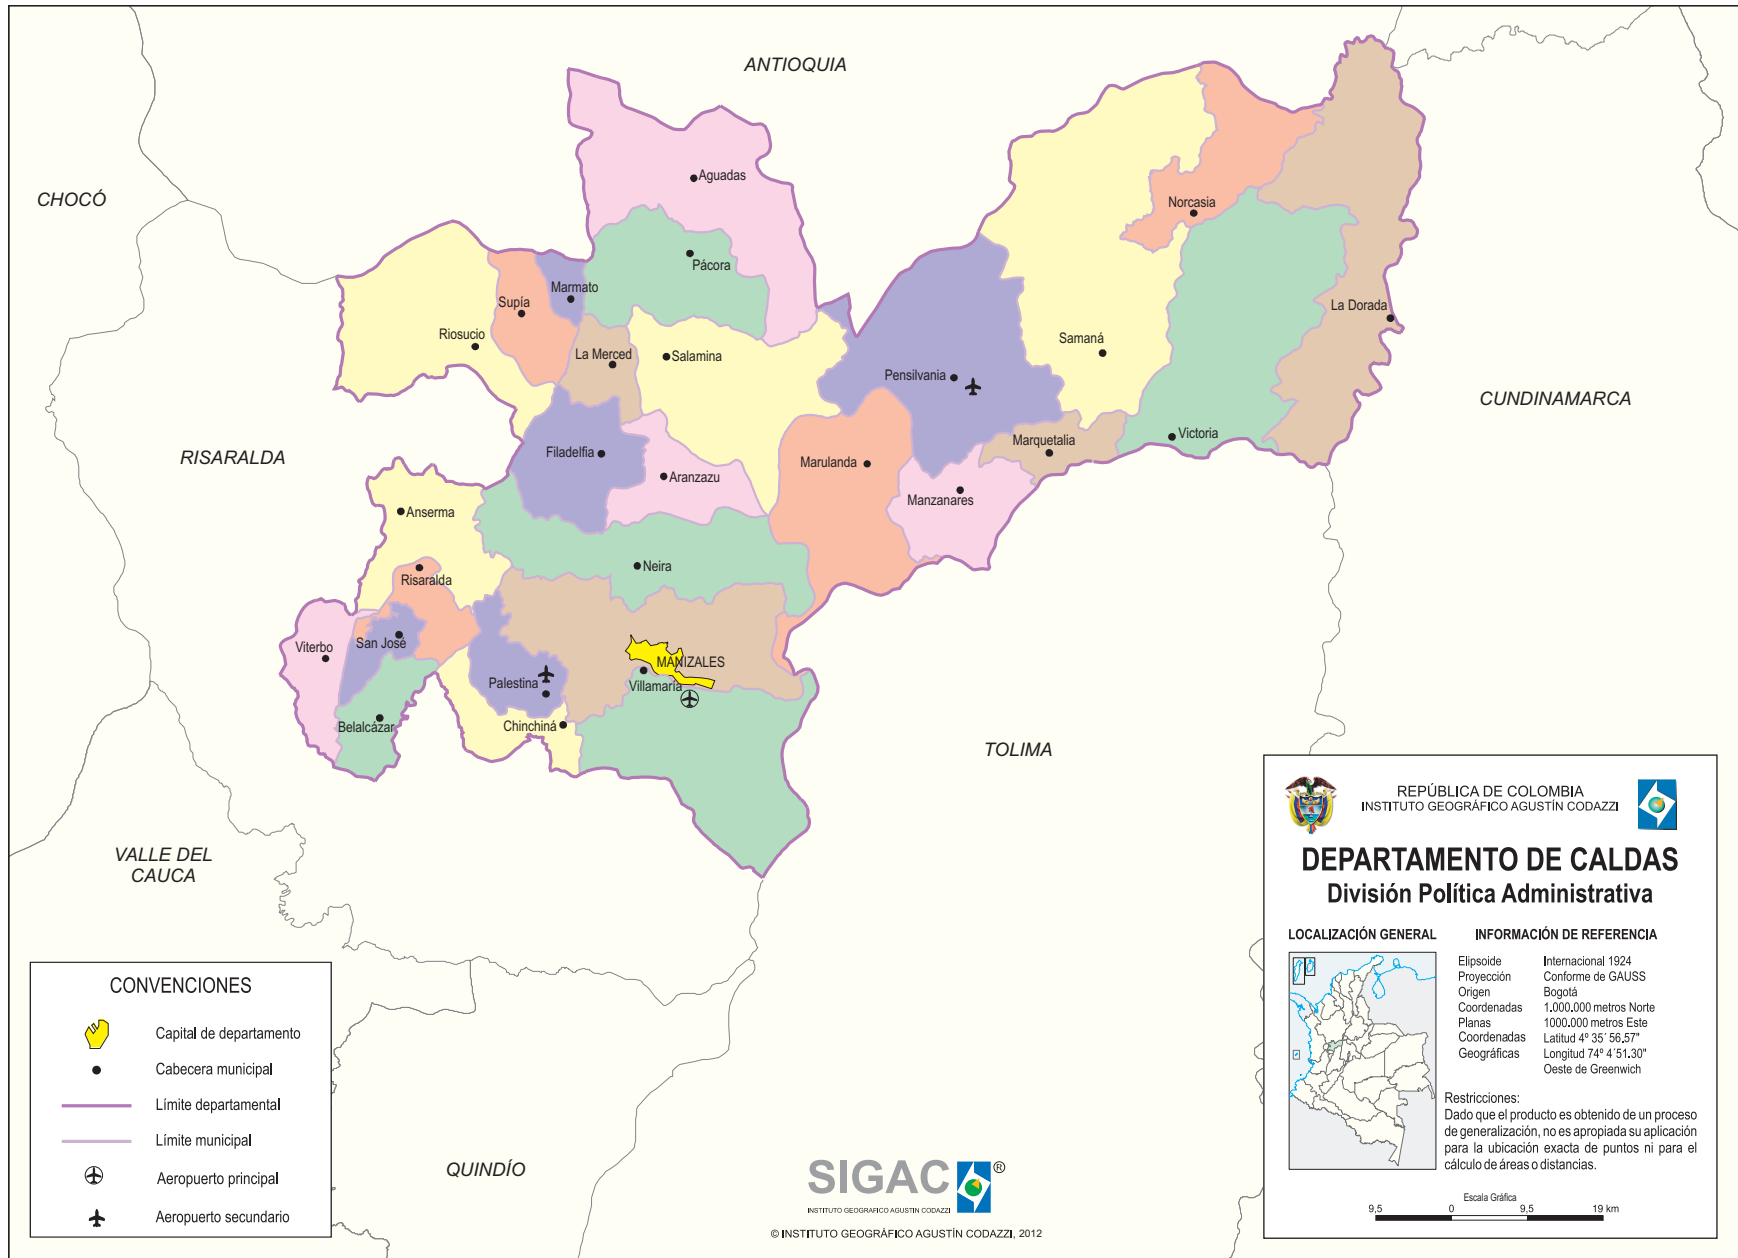 ANTIOQUIA
CHOCÓ
RISARALDA
CUNDINAMARCA
TOLIMA
VALLE DEL
CAUCA
QUINDÍO
Aguadas
Pácora
Norcasia
Marmato
Supía
Riosucio
La Merced
Salamina
Samaná
La Dorada
Pensilvania
Victoria
Marquetalia
Filadelfia
Aranzazu
Marulanda
Manzanares
Anserma
Neira
Risaralda
San José
Viterbo
MANIZALES
Villamaría
Palestina
Belalcázar
Chinchiná
CONVENCIONES
Capital de departamento
Cabecera municipal
Límite departamental
Límite municipal
Aeropuerto principal
Aeropuerto secundario
SIGAC ®
INSTITUTO GEOGRAFICO AGUSTIN CODAZZI
© INSTITUTO GEOGRÁFICO AGUSTÍN CODAZZI, 2012
REPÚBLICA DE COLOMBIA
INSTITUTO GEOGRÁFICO AGUSTÍN CODAZZI
DEPARTAMENTO DE CALDAS
División Política Administrativa
LOCALIZACIÓN GENERAL
INFORMACIÓN DE REFERENCIA
Elipsoide Internacional 1924
Proyección Conforme de GAUSS
Origen Bogotá
Coordenadas 1.000.000 metros Norte
Planas 1000.000 metros Este
Coordenadas Latitud 4º 35´ 56.57"
Geográficas Longitud 74º 4´51.30"
Oeste de Greenwich
Restricciones:
Dado que el producto es obtenido de un proceso
de generalización, no es apropiada su aplicación
para la ubicación exacta de puntos ni para el
cálculo de áreas o distancias.
Escala Gráfica
9,5 0 9,5 19 km